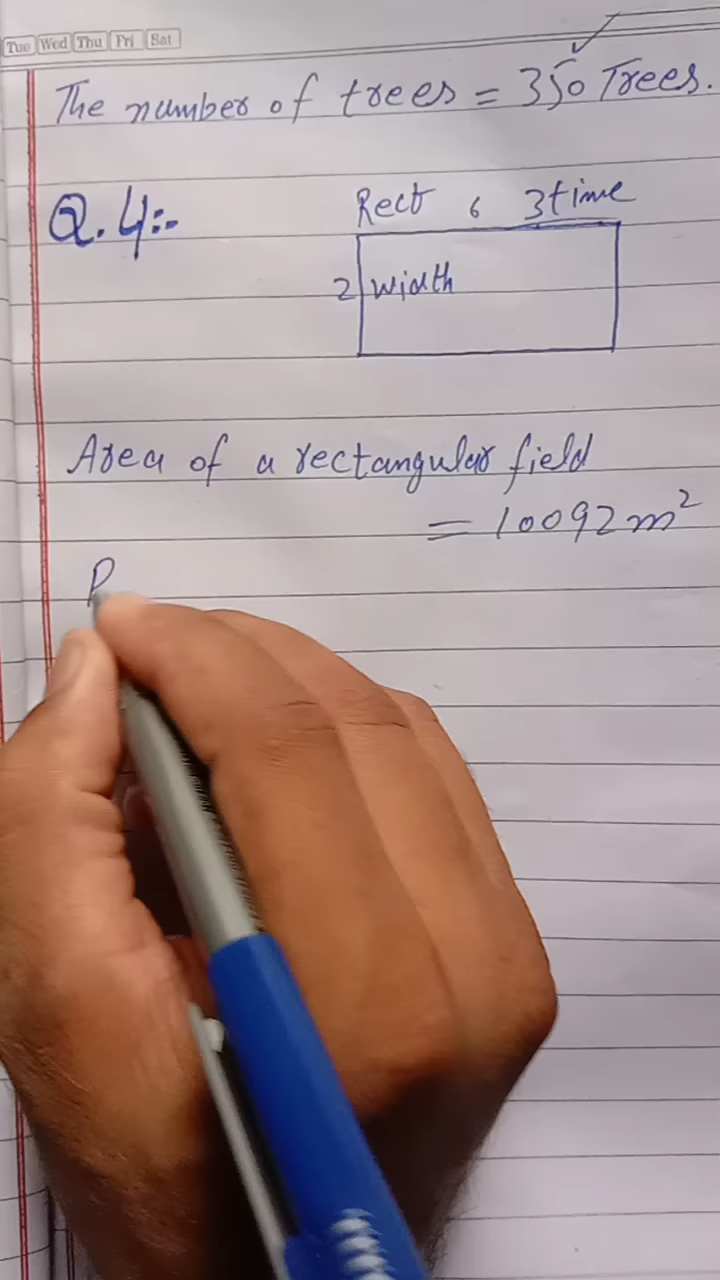 Tue Wed Thu Fri Sat
The number of trees = 350 Trees.
Q.4:-
Rect 6 3time
2 width
Area of a rectangular field
= 10092 m²
P